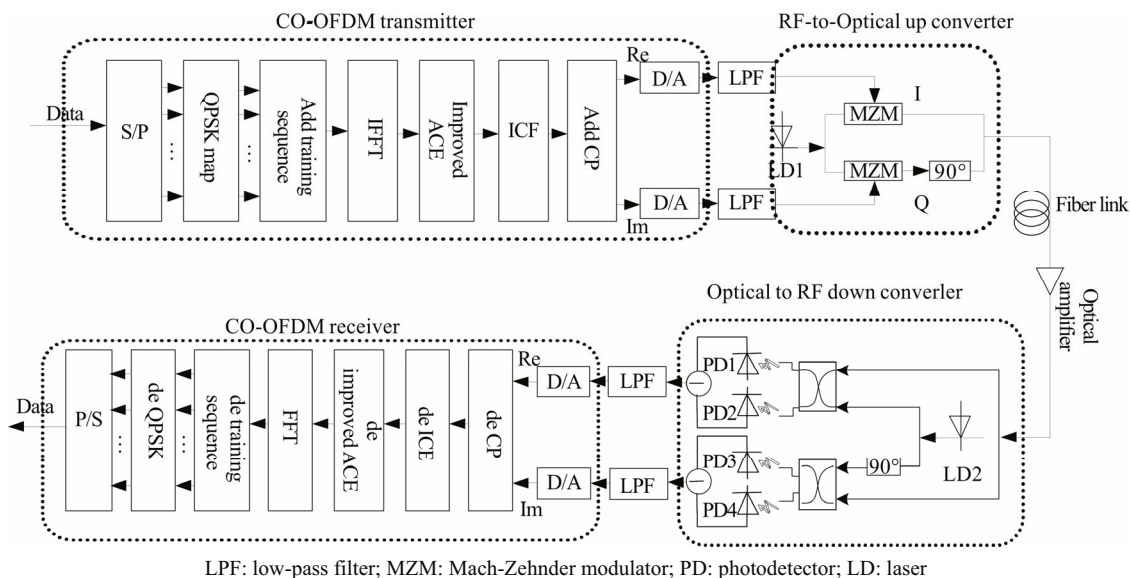 CO-OFDM transmitter
RF-to-Optical up converter
Data
S/P
...
QPSK map
...
Add training
sequence
IFFT
Improved
ACE
ICF
Add CP
Re
D/A
LPF
Im
D/A
LPF
LD1
MZM
I
MZM
90°
Q
Fiber link
Optical
amplifier
Optical to RF down converler
CO-OFDM receiver
Data
P/S
...
de QPSK
...
de training
sequence
FFT
de
improved ACE
de ICE
de CP
Re
D/A
LPF
Im
D/A
LPF
PD1
PD2
PD3
PD4
90°
LD2
LPF: low-pass filter; MZM: Mach-Zehnder modulator; PD: photodetector; LD: laser